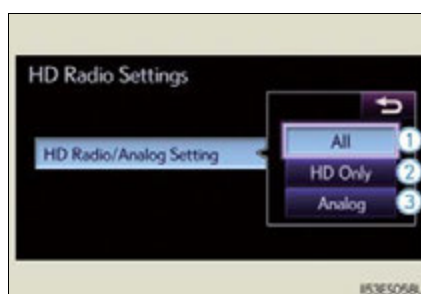 HD Radio Settings
All 1
HD Radio/Analog Setting
HD Only 2
Analog 3